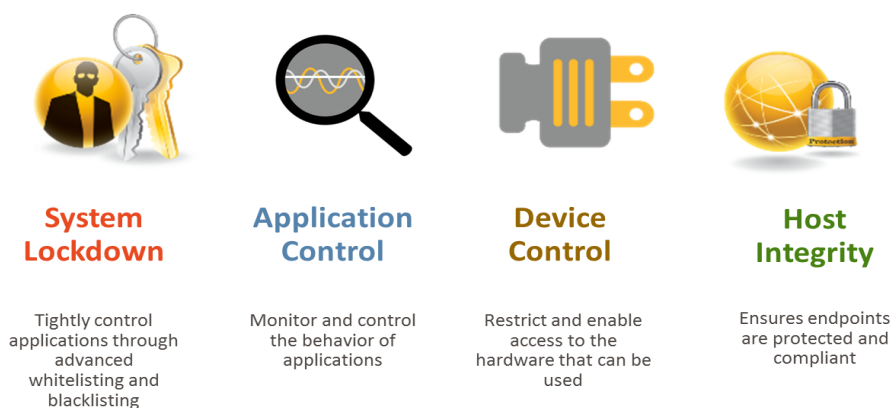 Protection
System
Lockdown
Tightly control
applications through
advanced
whitelisting and
blacklisting
Application
Control
Monitor and control
the behavior of
applications
Device
Control
Restrict and enable
access to the
hardware that can be
used
Host
Integrity
Ensures endpoints
are protected and
compliant